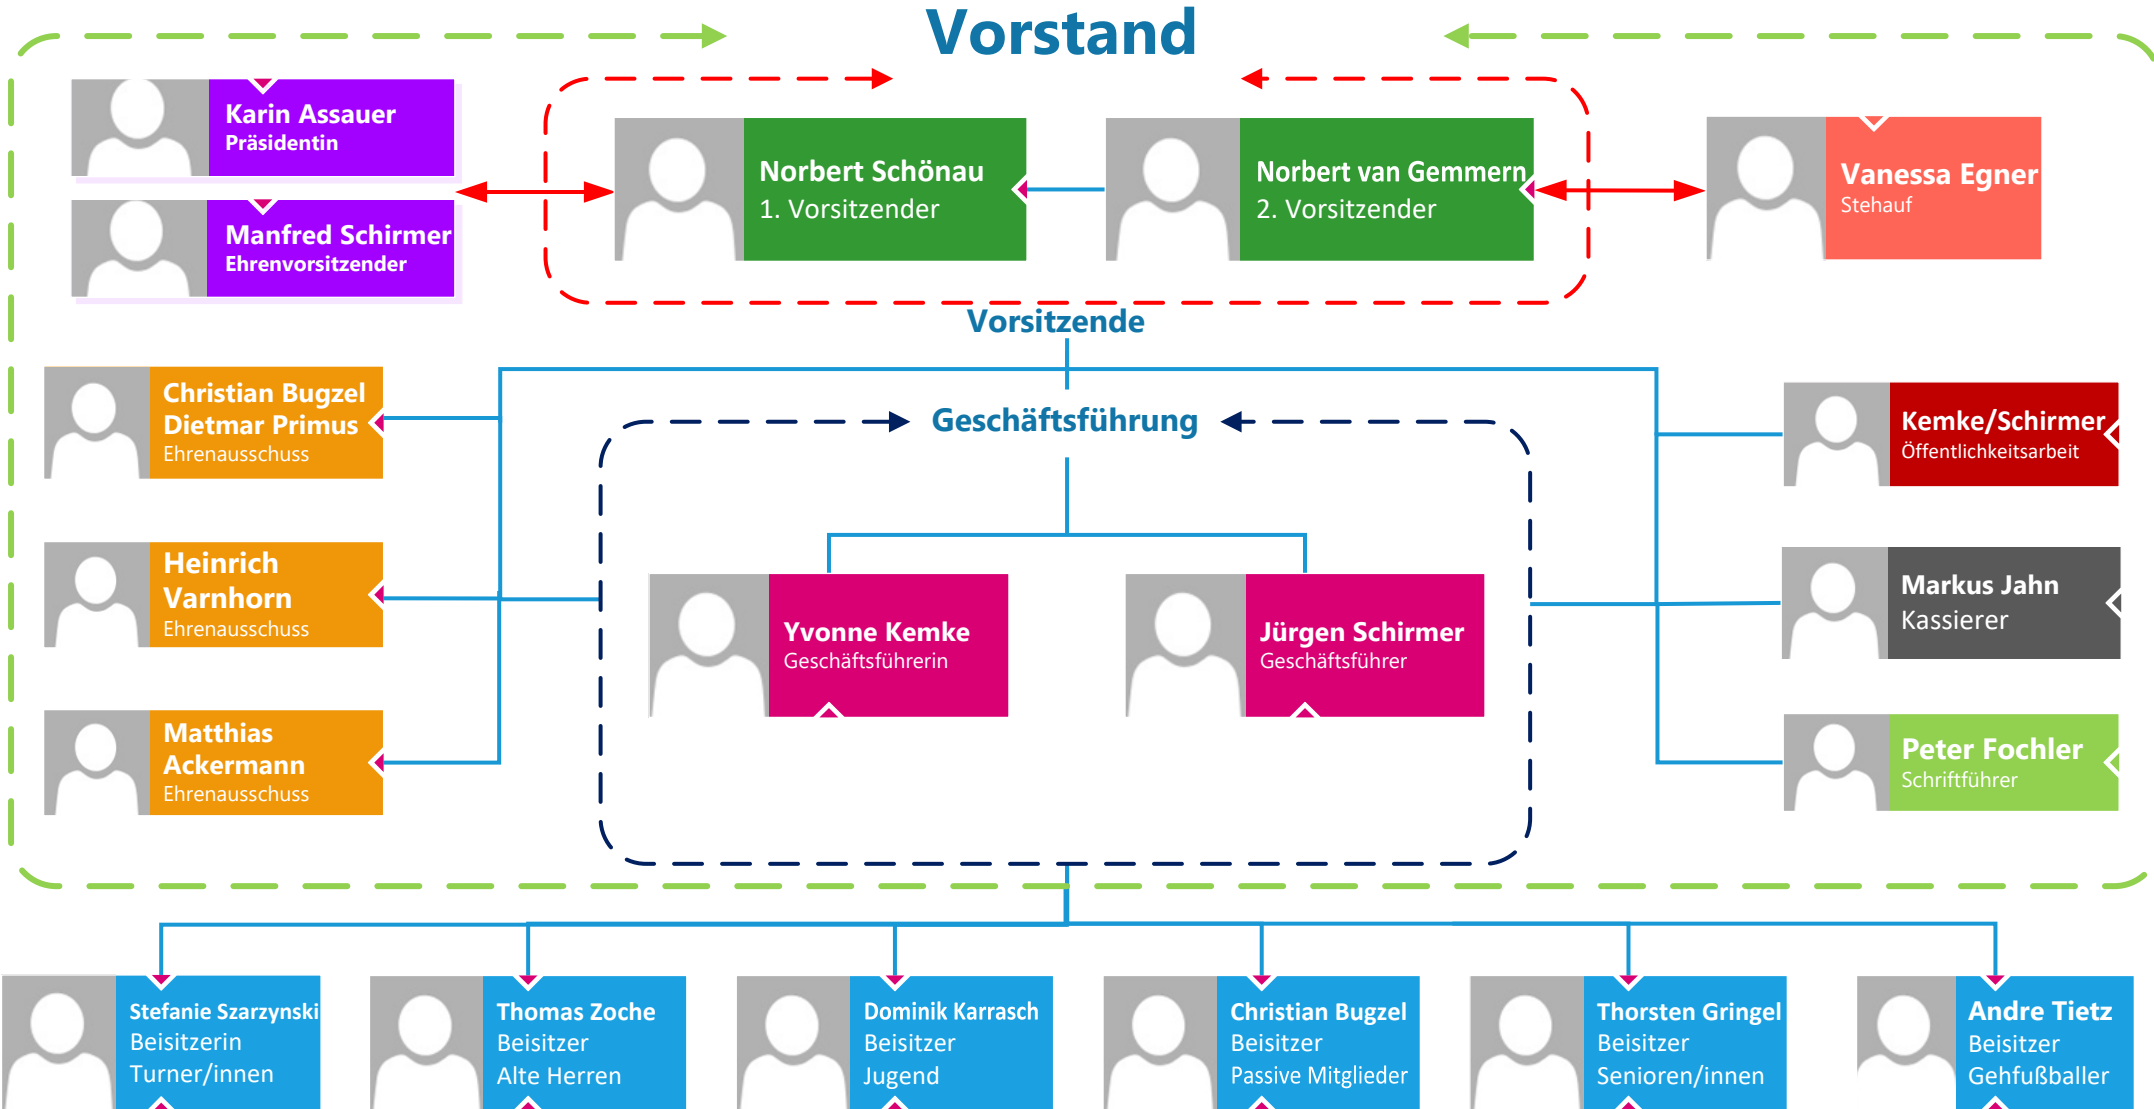 Vorstand
Karin Assauer
Präsidentin
Manfred Schirmer
Ehrenvorsitzender
Norbert Schönau
1. Vorsitzender
Norbert van Gemmern
2. Vorsitzender
Vanessa Egner
Stehauf
Vorsitzende
Christian Bugzel
Dietmar Primus
Ehrenausschuss
Heinrich
Varnhorn
Ehrenausschuss
Matthias
Ackermann
Ehrenausschuss
Geschäftsführung
Yvonne Kemke
Geschäftsführerin
Jürgen Schirmer
Geschäftsführer
Kemke/Schirmer
Öffentlichkeitsarbeit
Markus Jahn
Kassierer
Peter Fochler
Schriftführer
Stefanie Szarzynski
Beisitzerin
Turner/innen
Thomas Zoche
Beisitzer
Alte Herren
Dominik Karrasch
Beisitzer
Jugend
Christian Bugzel
Beisitzer
Passive Mitglieder
Thorsten Gringel
Beisitzer
Senioren/innen
Andre Tietz
Beisitzer
Gehfußballer